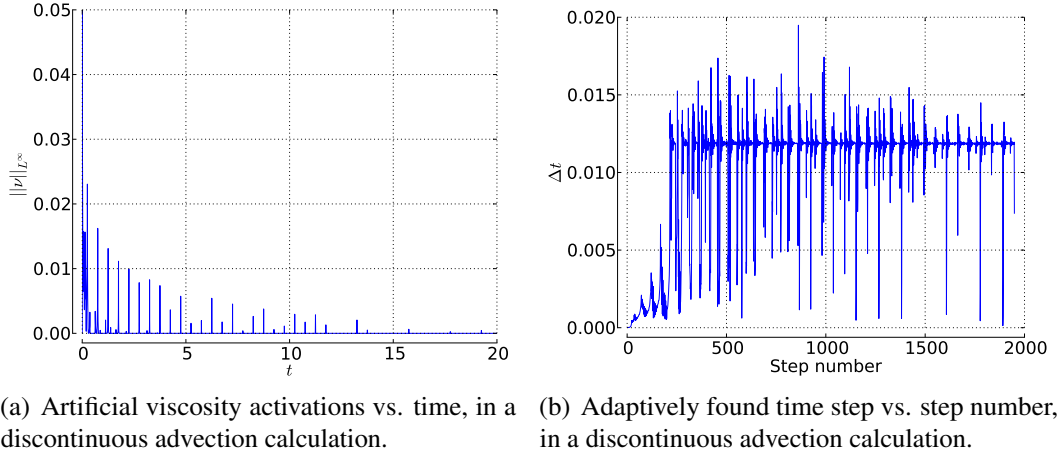 0.05
0.04
0.03
0.02
0.01
0.00
||ν||L∞
0 5 10 15 20
t
0.020
0.015
0.010
0.005
0.000
Δt
0 500 1000 1500 2000
Step number
(a) Artificial viscosity activations vs. time, in a
discontinuous advection calculation.
(b) Adaptively found time step vs. step number,
in a discontinuous advection calculation.